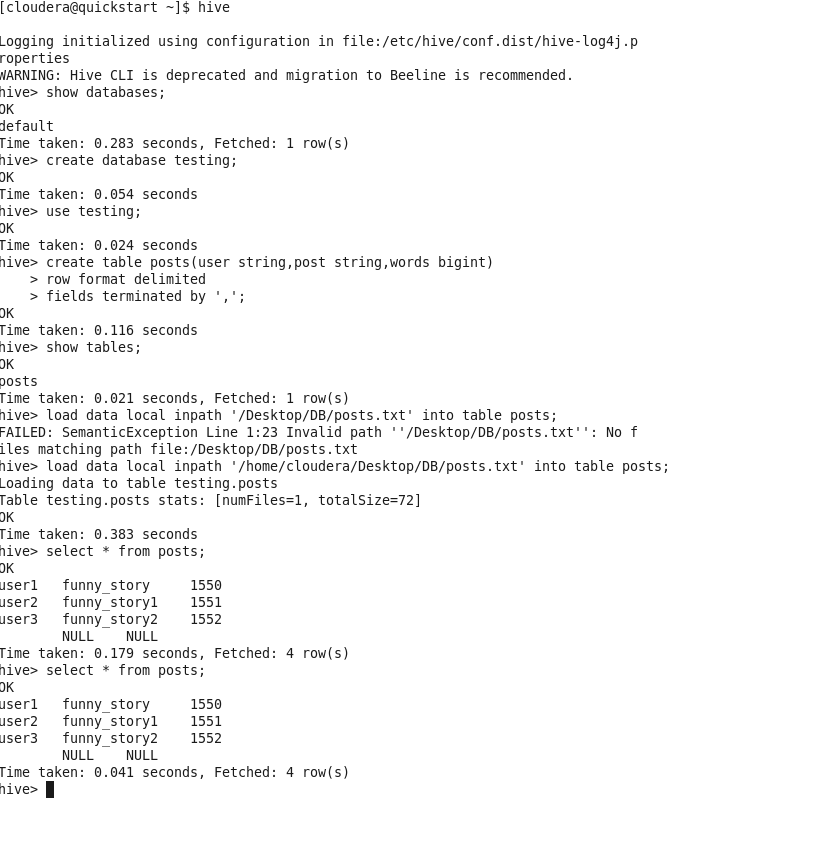 [cloudera@quickstart ~]$ hive
Logging initialized using configuration in file:/etc/hive/conf.dist/hive-log4j.p
roperties
WARNING: Hive CLI is deprecated and migration to Beeline is recommended.
hive> show databases;
OK
default
Time taken: 0.283 seconds, Fetched: 1 row(s)
hive> create database testing;
OK
Time taken: 0.054 seconds
hive> use testing;
OK
Time taken: 0.024 seconds
hive> create table posts(user string,post string,words bigint)
    > row format delimited
    > fields terminated by ',';
OK
Time taken: 0.116 seconds
hive> show tables;
OK
posts
Time taken: 0.021 seconds, Fetched: 1 row(s)
hive> load data local inpath '/Desktop/DB/posts.txt' into table posts;
FAILED: SemanticException Line 1:23 Invalid path ''/Desktop/DB/posts.txt'': No f
iles matching path file:/Desktop/DB/posts.txt
hive> load data local inpath '/home/cloudera/Desktop/DB/posts.txt' into table posts;
Loading data to table testing.posts
Table testing.posts stats: [numFiles=1, totalSize=72]
OK
Time taken: 0.383 seconds
hive> select * from posts;
OK
user1   funny_story     1550
user2   funny_story1    1551
user3   funny_story2    1552
        NULL    NULL
Time taken: 0.179 seconds, Fetched: 4 row(s)
hive> select * from posts;
OK
user1   funny_story     1550
user2   funny_story1    1551
user3   funny_story2    1552
        NULL    NULL
Time taken: 0.041 seconds, Fetched: 4 row(s)
hive>